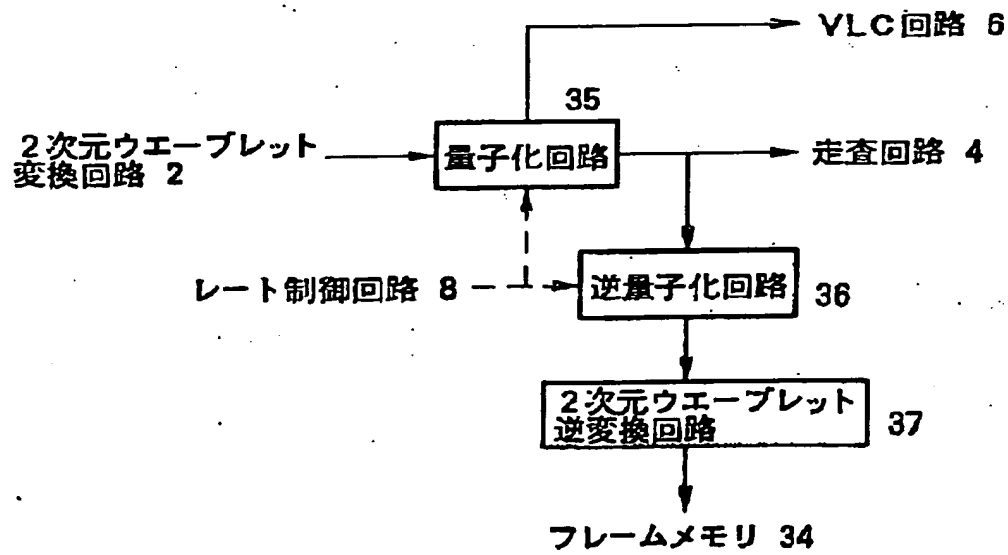 VLC回路 6
35
2次元ウエーブレット
変換回路 2
量子化回路
走査回路 4
レート制御回路 8
逆量子化回路
36
2次元ウエーブレット
逆変換回路
37
フレームメモリ 34